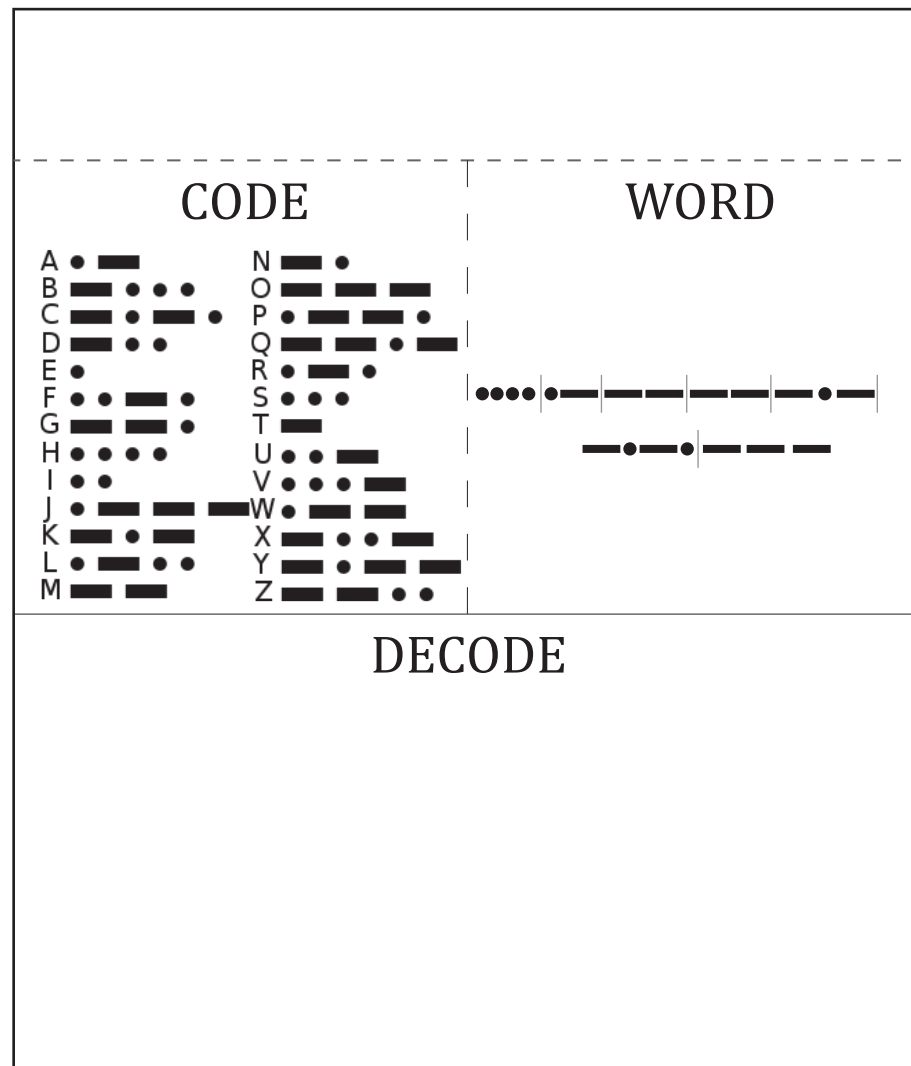 CODE
WORD
A ● ▬ N ▬ ●
B ▬ ● ● ● O ▬ ▬ ▬
C ▬ ● ▬ ● P ● ▬ ▬ ●
D ▬ ● ● Q ▬ ▬ ● ▬
E ● R ● ▬ ●
F ● ● ▬ ● S ● ● ●
G ▬ ▬ ● T ▬
H ● ● ● ● U ● ● ▬
I ● ● V ● ● ● ▬
J ● ▬ ▬ ▬ W ● ▬ ▬
K ▬ ● ▬ X ▬ ● ● ▬
L ● ▬ ● ● Y ▬ ● ▬ ▬
M ▬ ▬ Z ▬ ▬ ● ●
●●●●|●▬|▬▬|▬▬|▬●▬|
▬●▬●|▬▬▬
DECODE